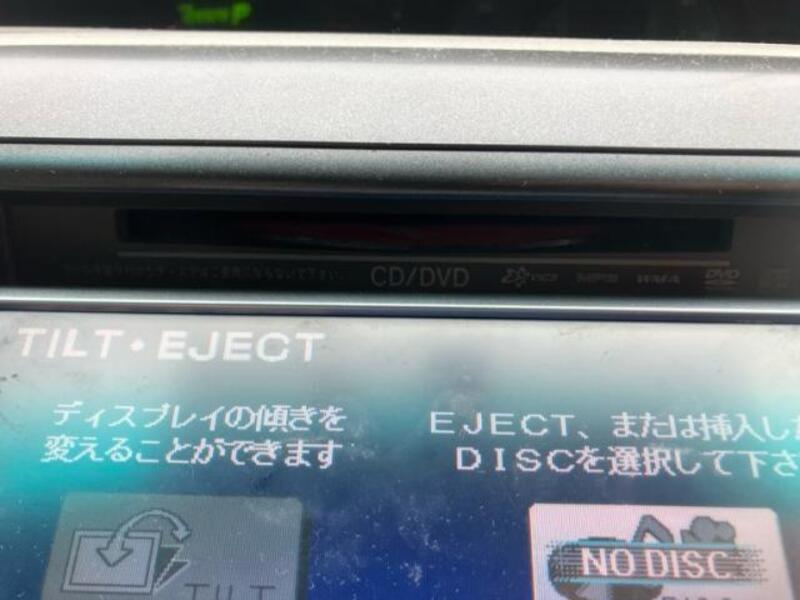 CD/DVD MP3 WMA DVD
TILT・EJECT
ディスプレイの傾きを
変えることができます
EJECT、または挿入した
DISCを選択して下さ
TILT
NO DISC